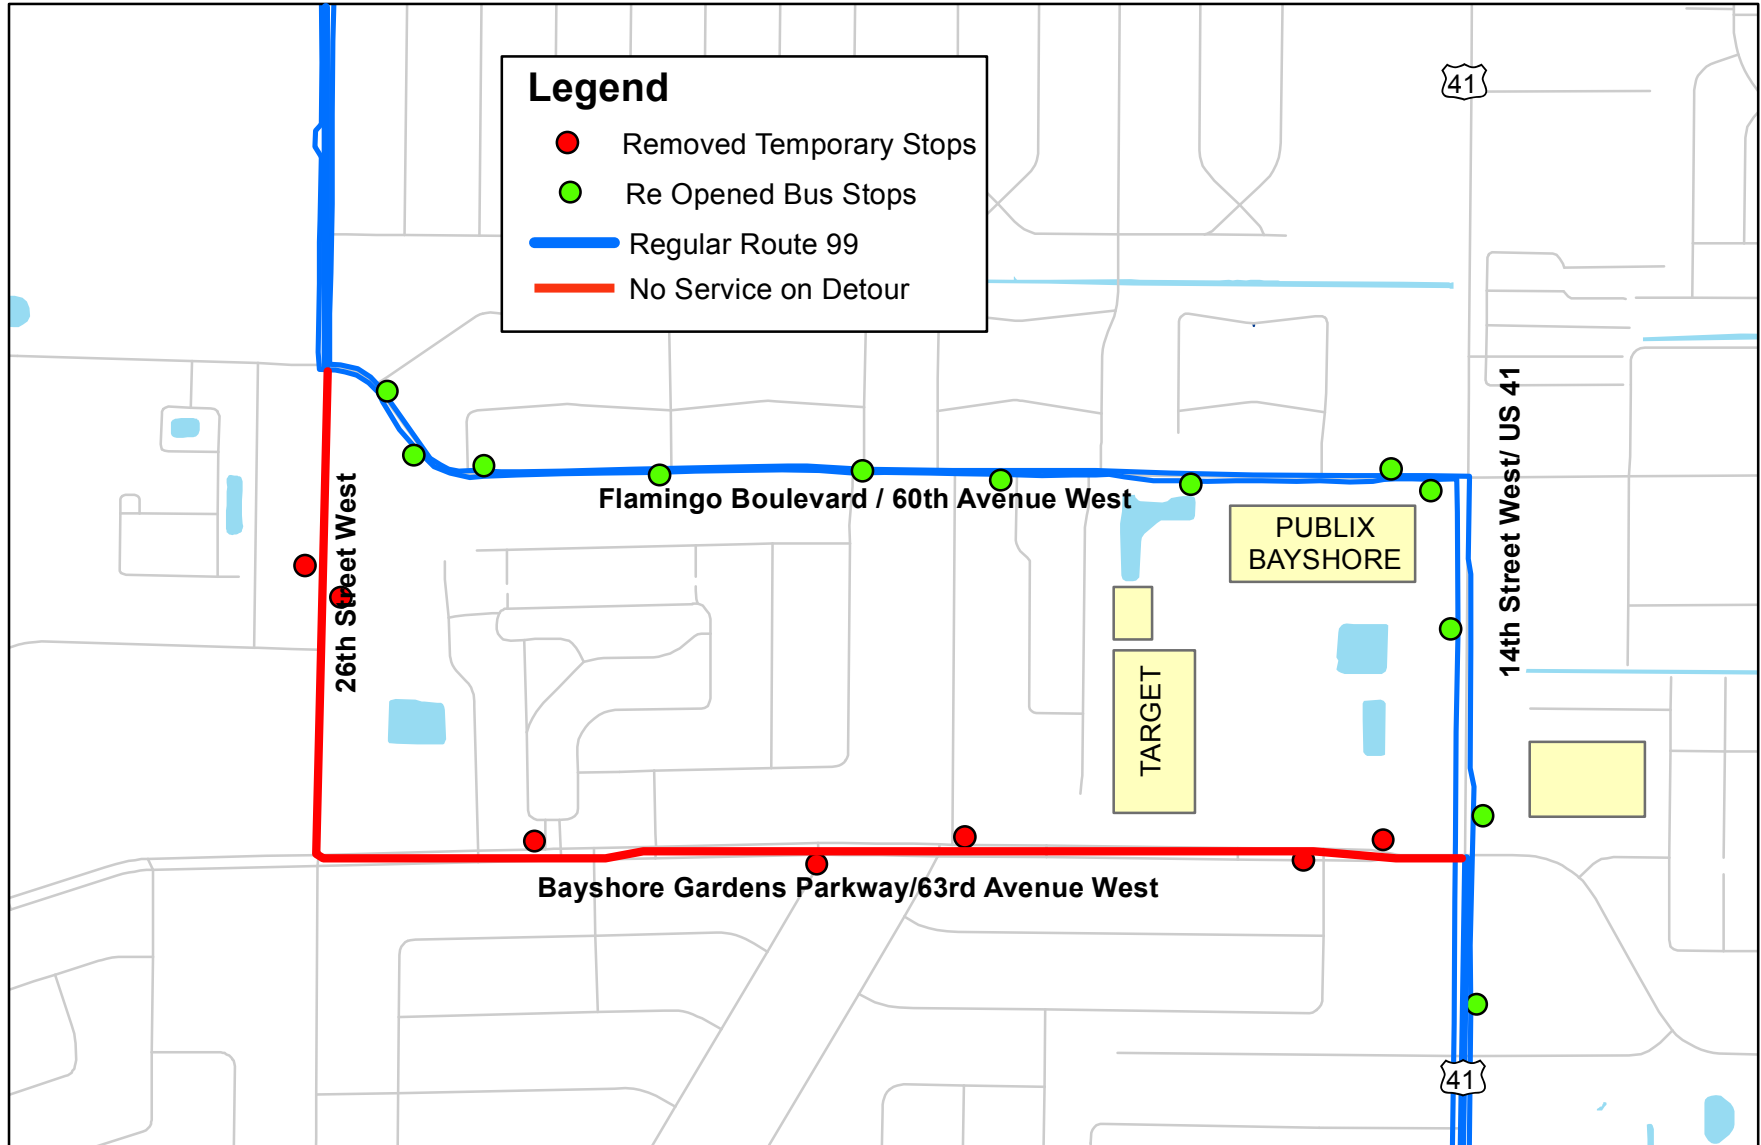 Legend
Removed Temporary Stops
Re Opened Bus Stops
Regular Route 99
No Service on Detour
41
Flamingo Boulevard / 60th Avenue West
26th Street West
14th Street West/ US 41
PUBLIX
BAYSHORE
TARGET
Bayshore Gardens Parkway/63rd Avenue West
41